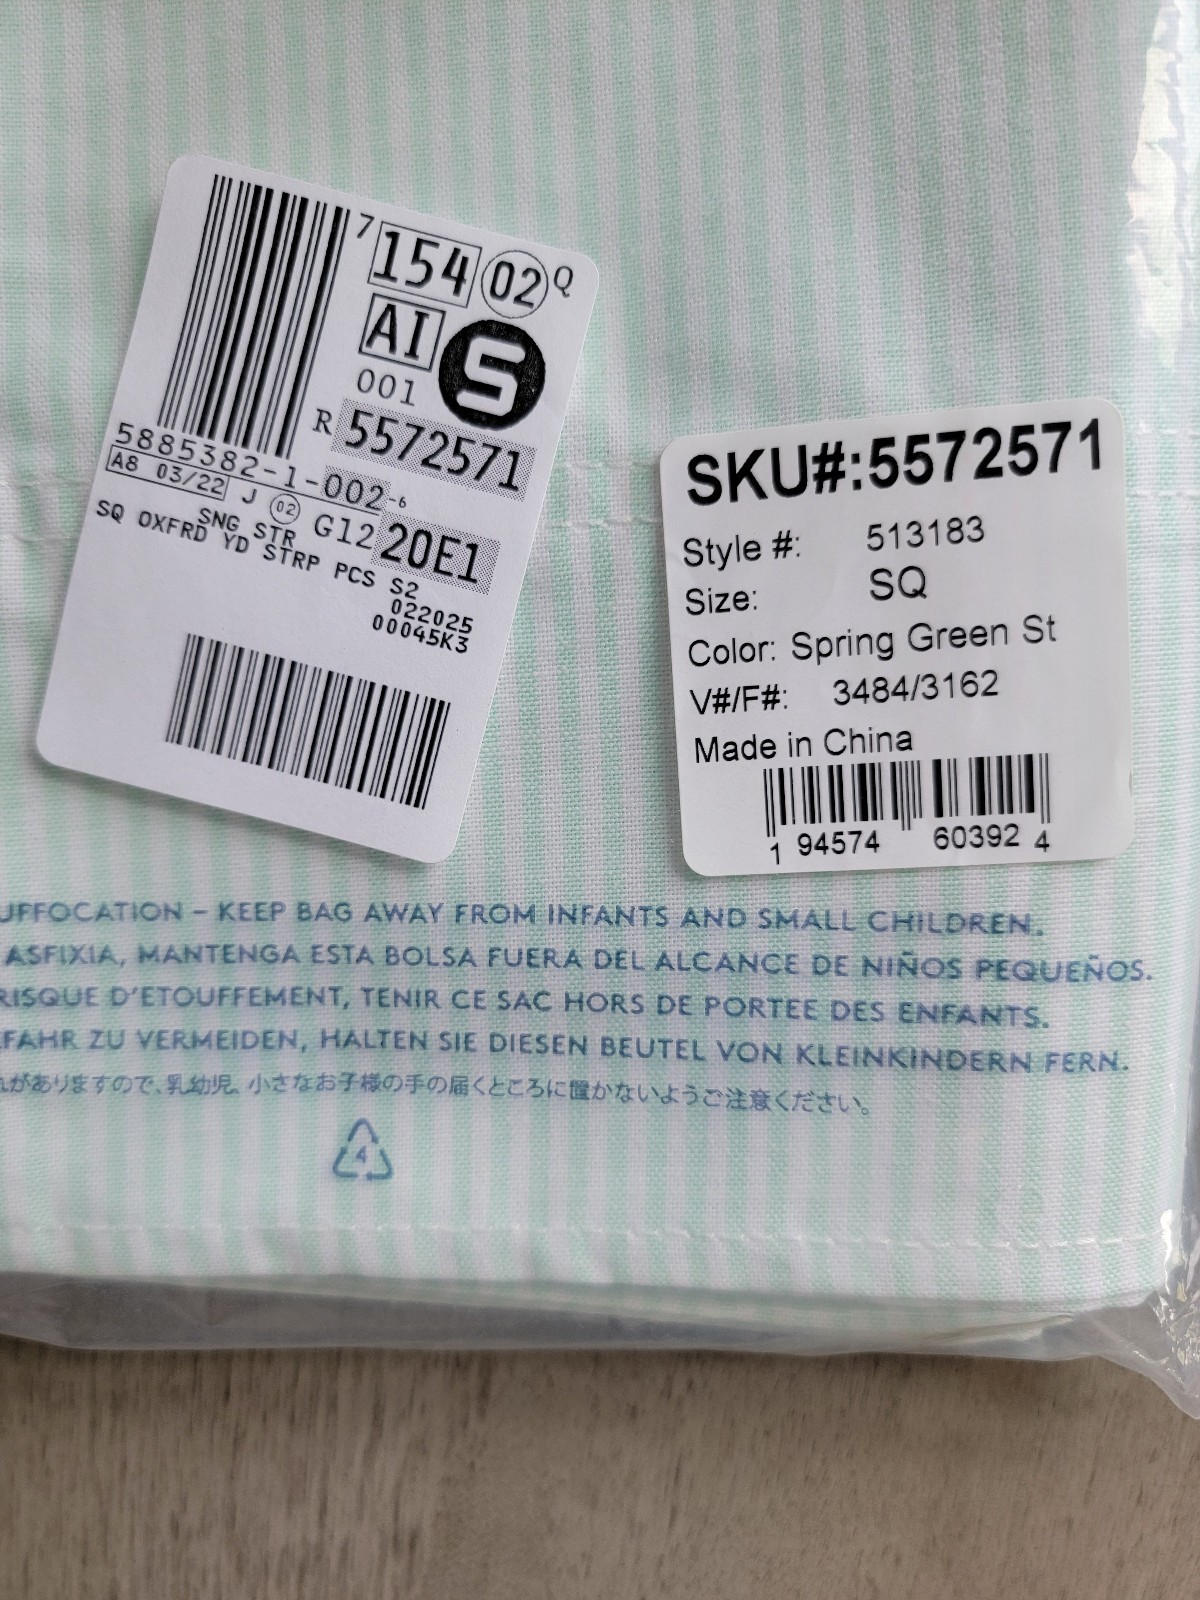 7 154 02 Q
AI S
001
R 5572571
5885382-1-002-6
A8 03/22 J 02 G12 20E1
SNG STR
SQ OXFRD YD STRP PCS S2
022025
00045K3
SKU#:5572571
Style #: 513183
Size: SQ
Color: Spring Green St
V#/F#: 3484/3162
Made in China
1 94574 60392 4
UFFOCATION – KEEP BAG AWAY FROM INFANTS AND SMALL CHILDREN.
ASFIXIA, MANTENGA ESTA BOLSA FUERA DEL ALCANCE DE NIÑOS PEQUEÑOS.
RISQUE D'ETOUFFEMENT, TENIR CE SAC HORS DE PORTEE DES ENFANTS.
FAHR ZU VERMEIDEN, HALTEN SIE DIESEN BEUTEL VON KLEINKINDERN FERN.
れがありますので、乳幼児、小さなお子様の手の届くところに置かないようご注意ください。
4